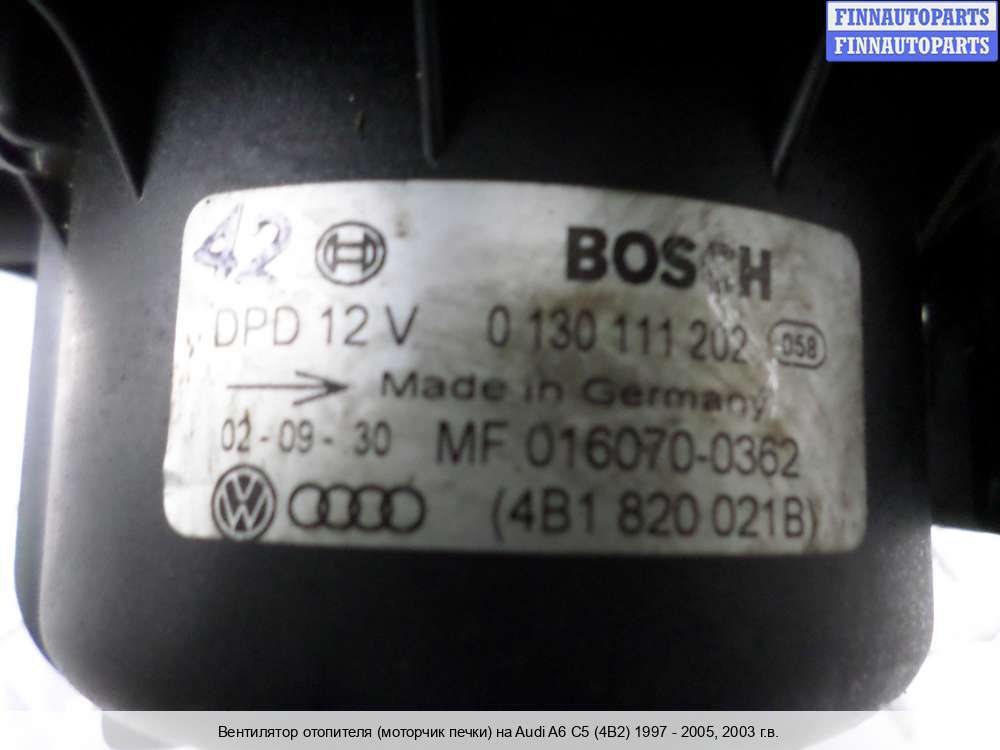 FINNAUTOPARTS
FINNAUTOPARTS
42 BOSCH
DPD 12 V 0 130 111 202 058
Made in Germany
02-09-30 MF 016070-0362
VW (4B1 820 021B)
Вентилятор отопителя (моторчик печки) на Audi A6 C5 (4B2) 1997 - 2005, 2003 г.в.